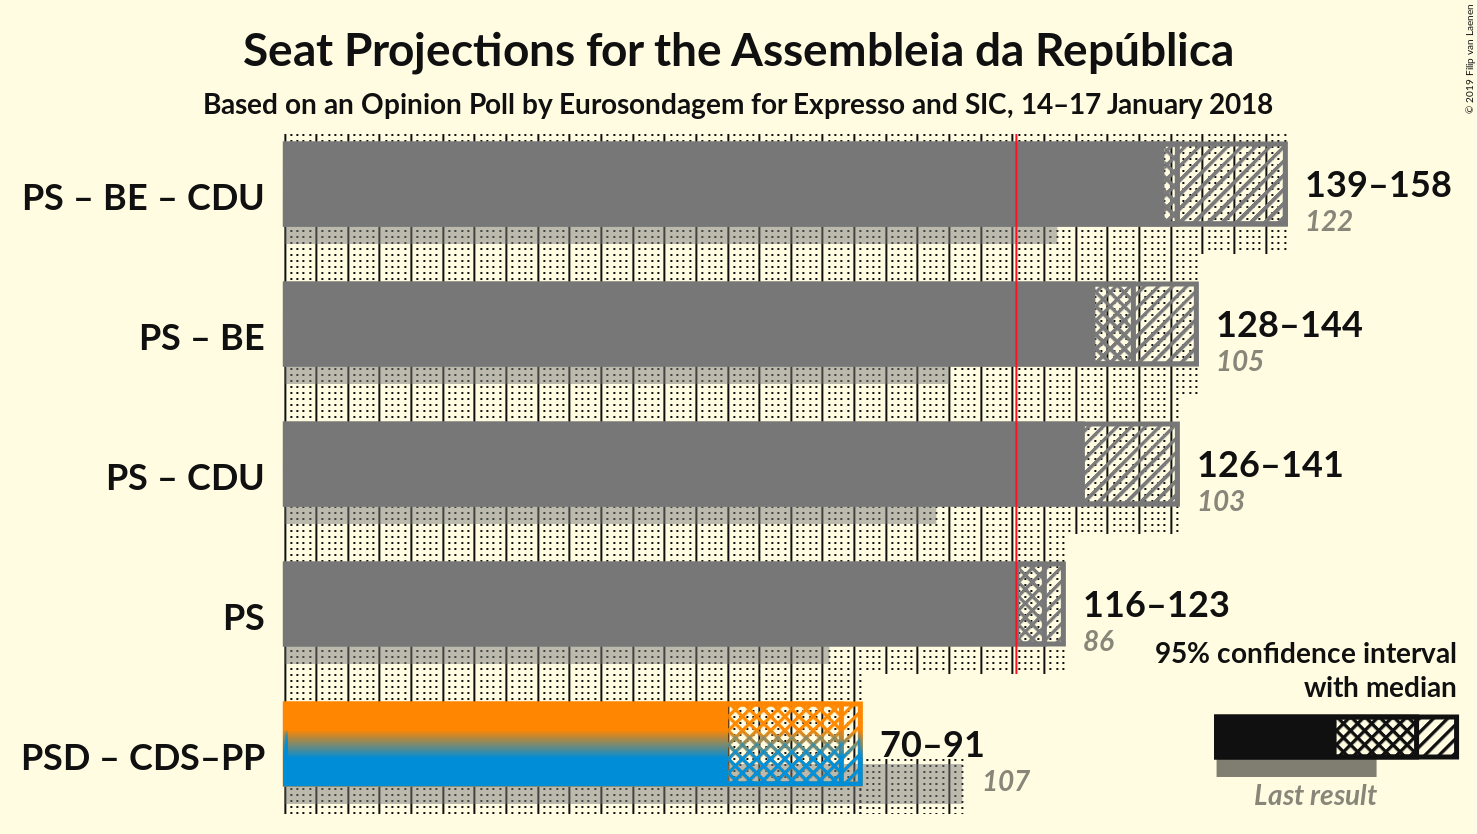 Seat Projections for the Assembleia da República
Based on an Opinion Poll by Eurosondagem for Expresso and SIC, 14–17 January 2018
© 2019 Filip van Laenen
PS – BE – CDU
139–158
122
PS – BE
128–144
105
PS – CDU
126–141
103
PS
116–123
86
PSD – CDS–PP
70–91
107
95% confidence interval
with median
Last result